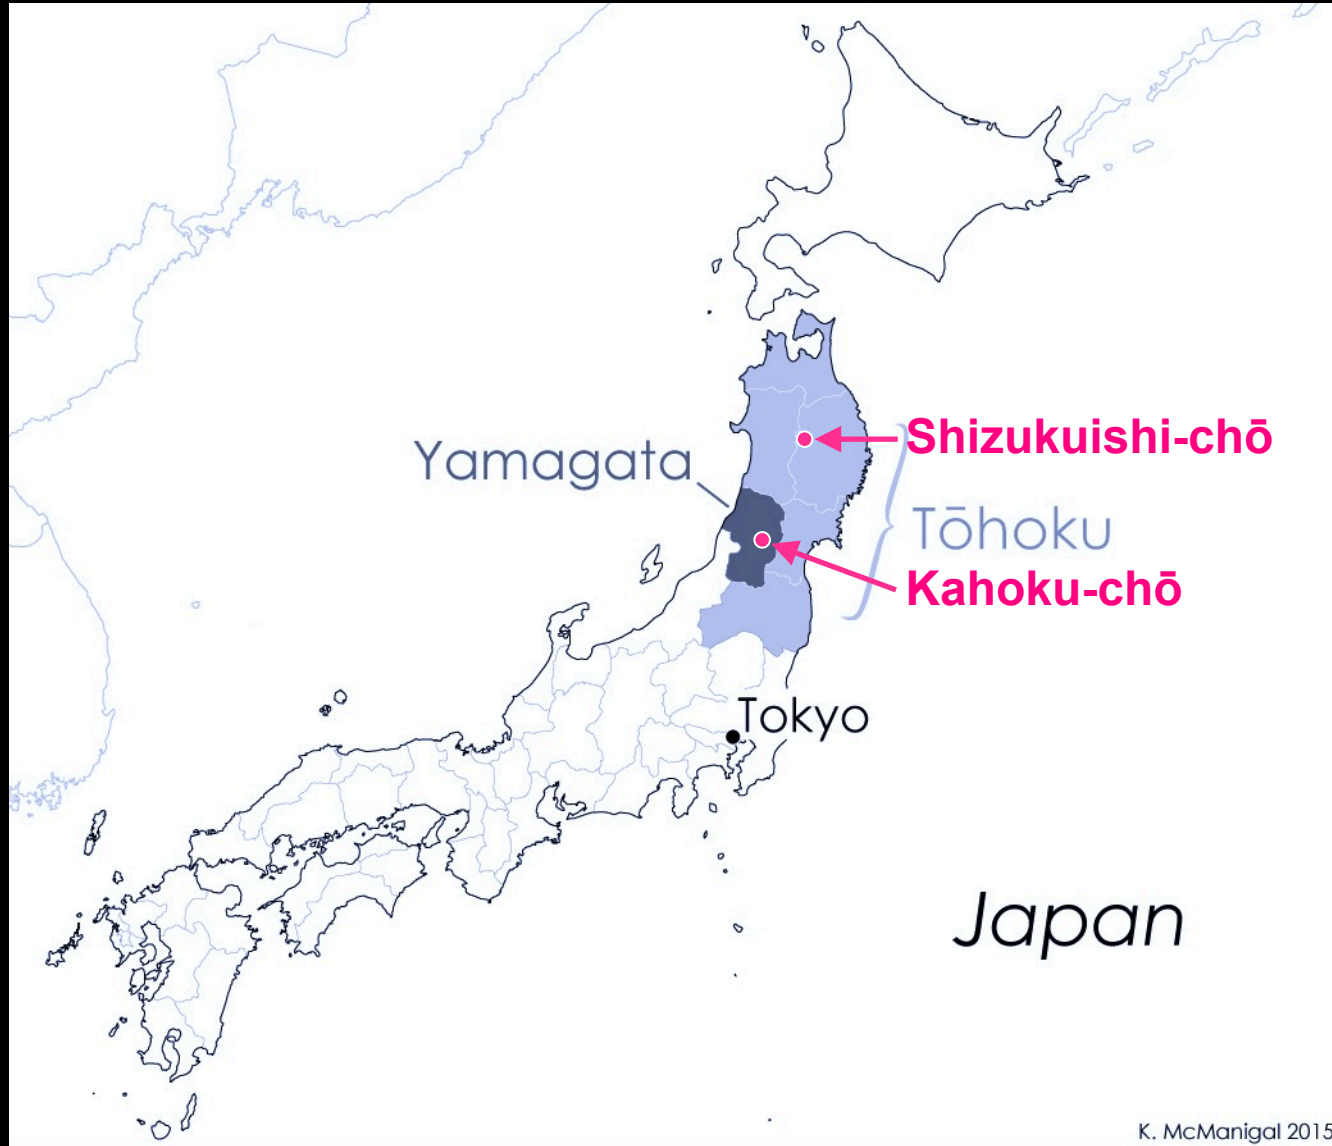 Shizukuishi-chō
Yamagata
Tōhoku
Kahoku-chō
Tokyo
Japan
K. McManigal 2015